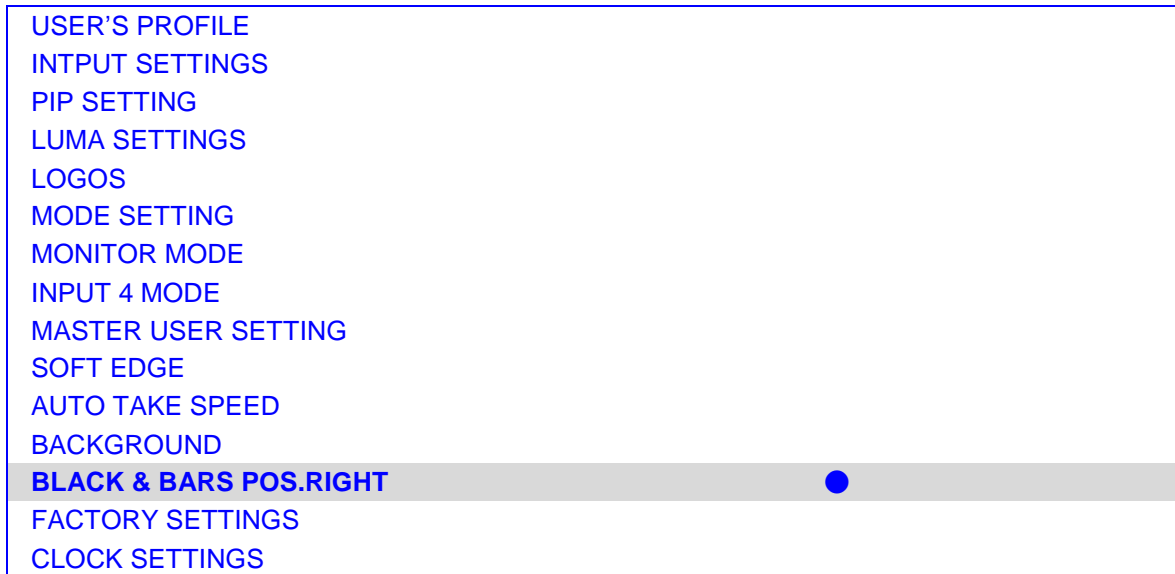 USER’S PROFILE
INTPUT SETTINGS
PIP SETTING
LUMA SETTINGS
LOGOS
MODE SETTING
MONITOR MODE
INPUT 4 MODE
MASTER USER SETTING
SOFT EDGE
AUTO TAKE SPEED
BACKGROUND
BLACK & BARS POS.RIGHT ●
FACTORY SETTINGS
CLOCK SETTINGS